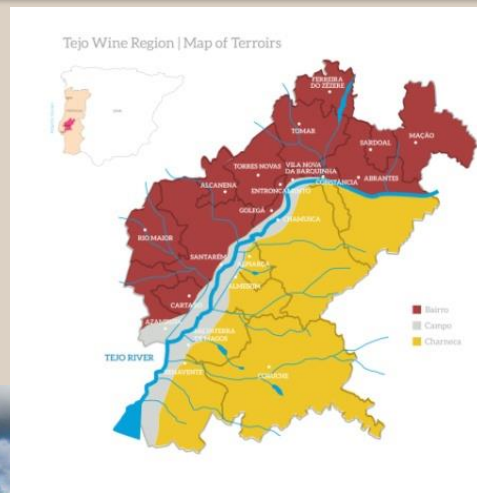 Tejo Wine Region | Map of Terroirs
FERREIRA
DO ZÊZERE
TOMAR
MAÇÃO
SARDOAL
TORRES NOVAS
VILA NOVA
DA BARQUINHA
ABRANTES
CONSTÂNCIA
ALCANENA
ENTRONCAMENTO
GOLEGÃ
CHAMUSCA
RIO MAIOR
SANTARÉM
ALPIARÇA
ALMEIRIM
CARTAXO
SALVATERRA
DE MAGOS
TEJO RIVER
BENAVENTE
CORUCHE
Bairro
Campo
Charneca